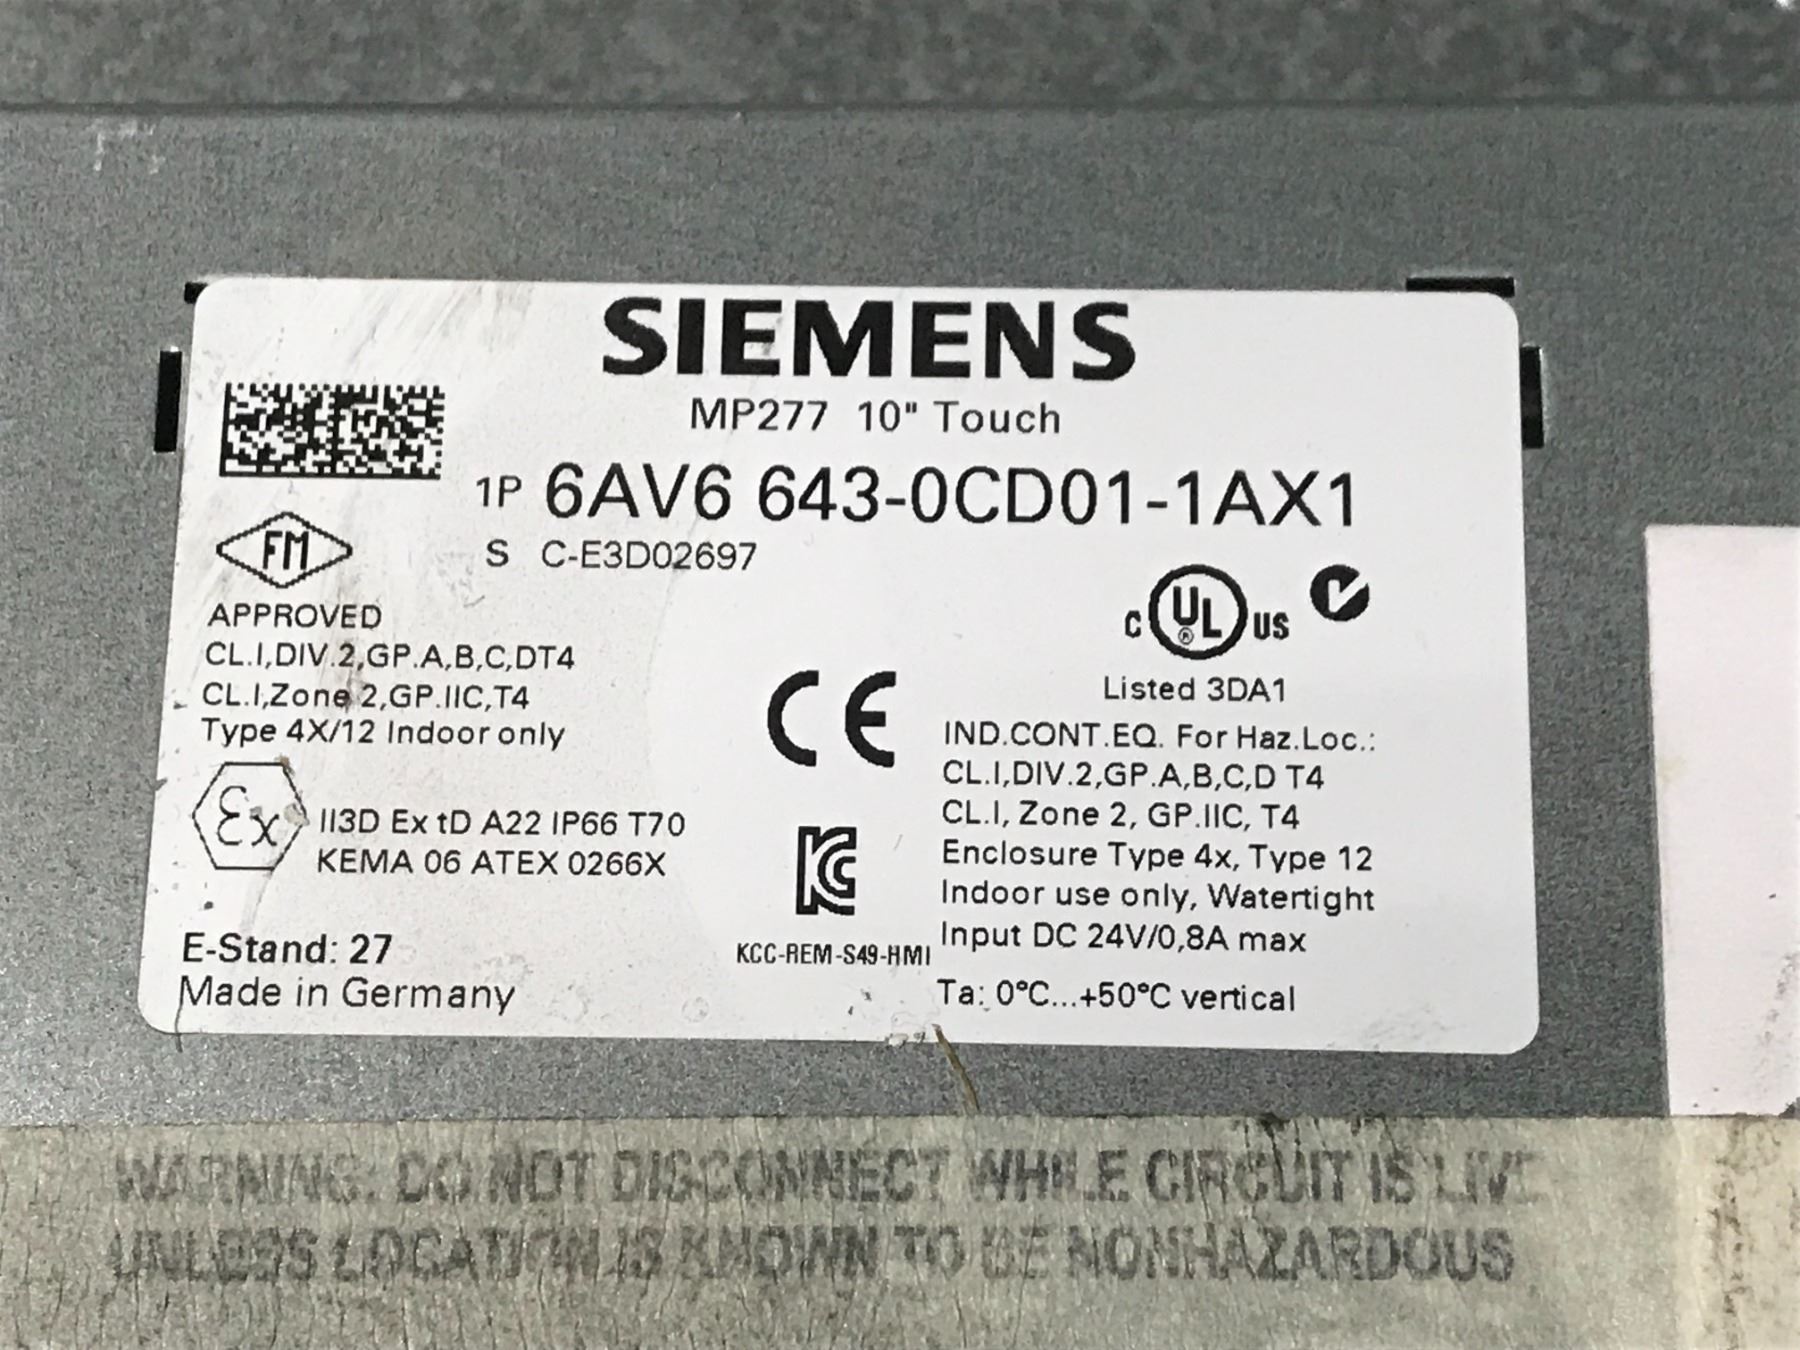 SIEMENS
MP277 10" Touch
1P 6AV6 643-0CD01-1AX1
S C-E3D02697
FM
APPROVED
CL.I,DIV.2,GP.A,B,C,DT4
CL.I,Zone 2,GP.IIC,T4
Type 4X/12 Indoor only
Ex
II3D Ex tD A22 IP66 T70
KEMA 06 ATEX 0266X
E-Stand: 27
Made in Germany
CE
KC
KCC-REM-S49-HMI
C UL ® US
Listed 3DA1
IND.CONT.EQ. For Haz.Loc.:
CL.I,DIV.2,GP.A,B,C,D T4
CL.I, Zone 2, GP.IIC, T4
Enclosure Type 4x, Type 12
Indoor use only, Watertight
Input DC 24V/0,8A max
Ta: 0°C...+50°C vertical
WARNING: DO NOT DISCONNECT WHILE CIRCUIT IS LIVE
UNLESS LOCATION IS KNOWN TO BE NONHAZARDOUS